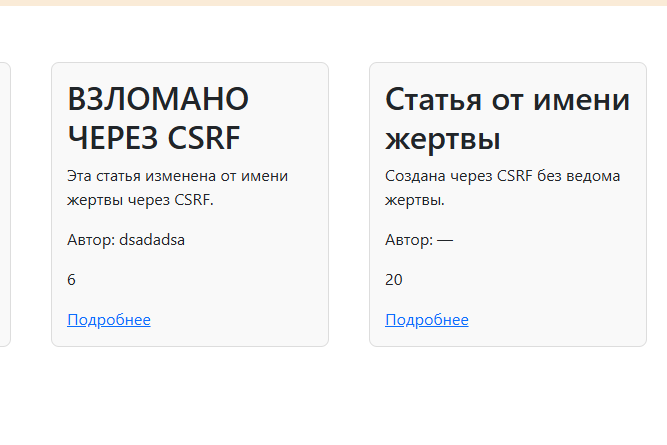 ВЗЛОМАНО
ЧЕРЕЗ CSRF
Эта статья изменена от имени
жертвы через CSRF.
Автор: dsadadsa
6
Подробнее
Статья от имени
жертвы
Создана через CSRF без ведома
жертвы.
Автор: —
20
Подробнее